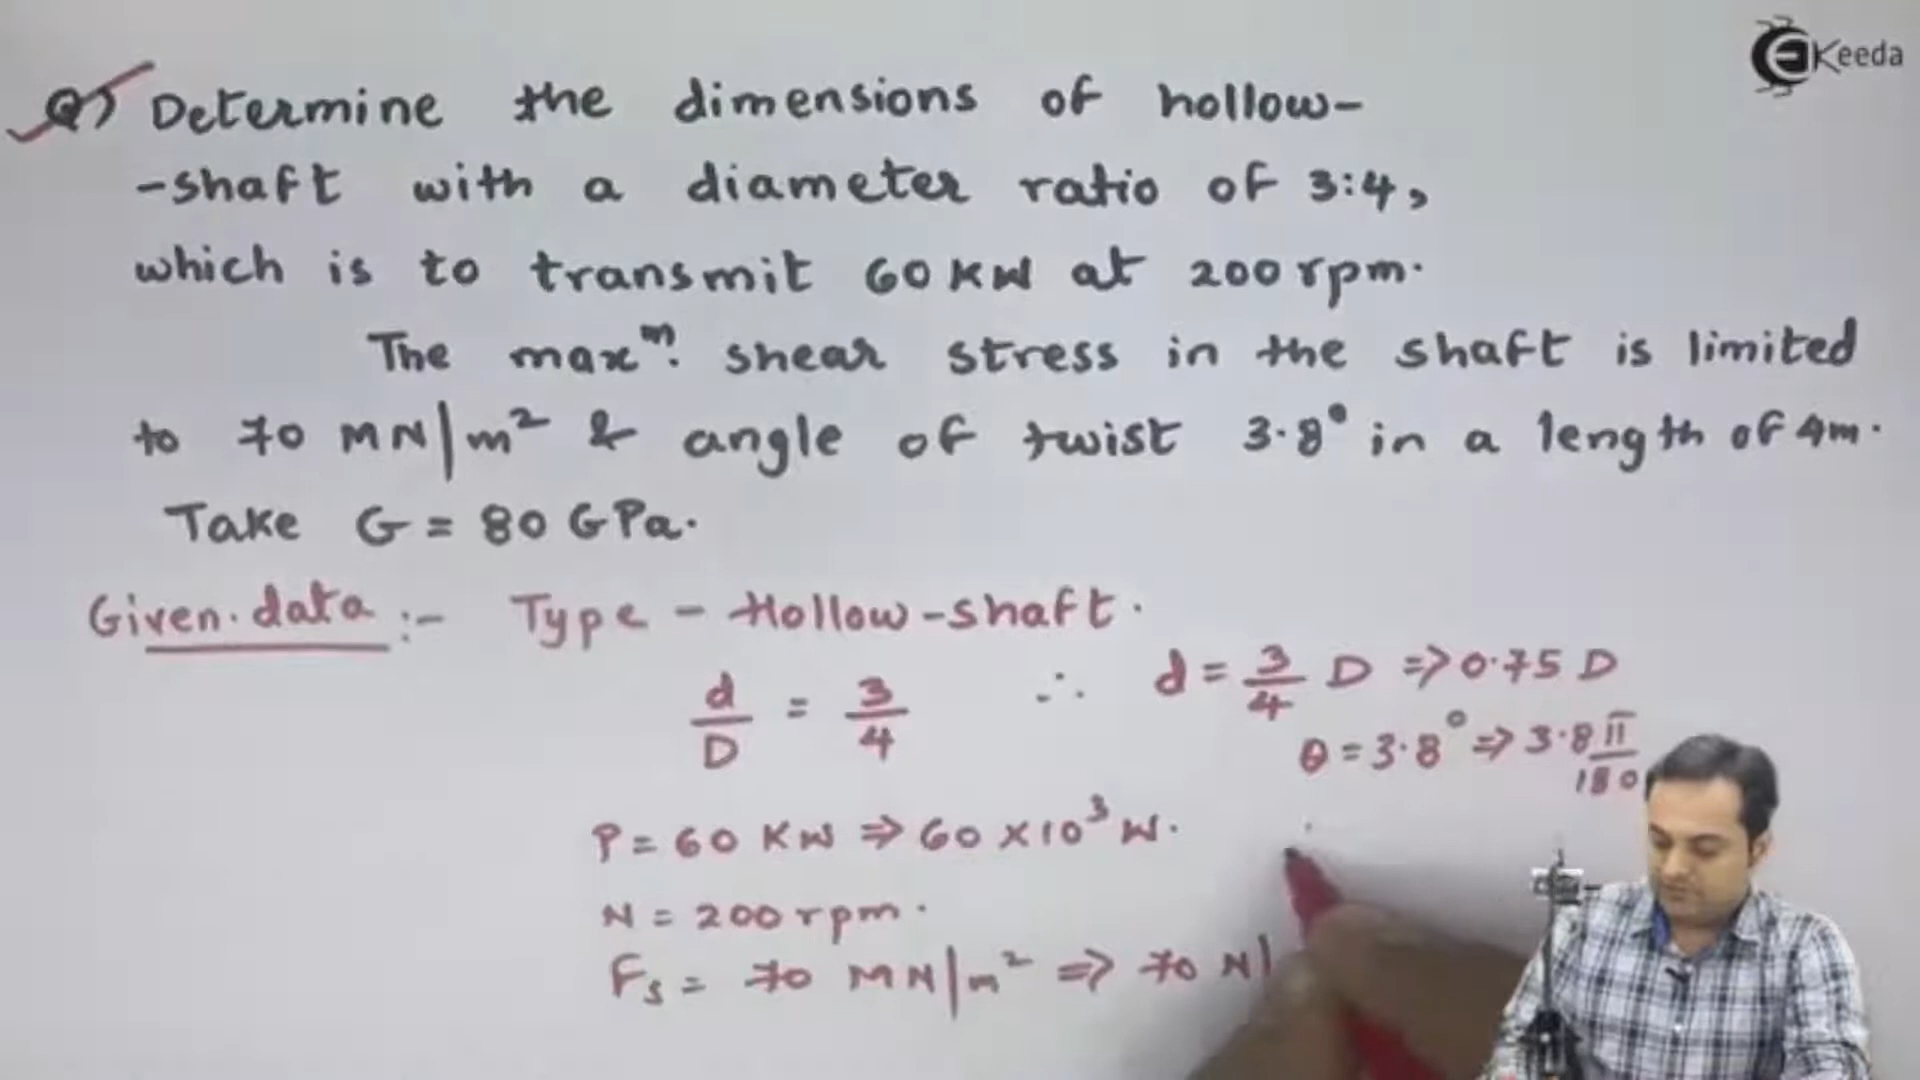 EKeeda
Q) Determine the dimensions of hollow-
-shaft with a diameter ratio of 3:4,
which is to transmit 60 KW at 200 rpm.
The maxᵐ. shear stress in the shaft is limited
to 70 MN/m² & angle of twist 3.8° in a length of 4m.
Take G = 80 GPa.
Given data :- Type - Hollow-shaft.
d/D = 3/4 ∴ d = 3/4 D => 0.75 D
θ = 3.8° => 3.8 π/180
P = 60 KW => 60 x 10³ W.
N = 200 rpm.
Fs = 70 MN/m² => 70 N/